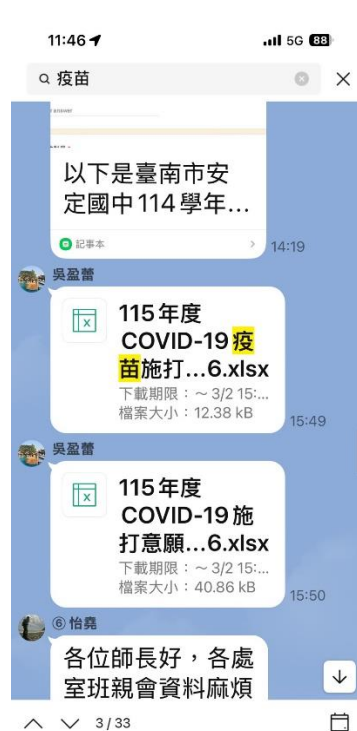 11:46
5G 88
疫苗
answer
以下是臺南市安
定國中114學年...
記事本
14:19
吳盈蕾
115年度
COVID-19疫
苗施打...6.xlsx
下載期限：～3/2 15:...
檔案大小：12.38 kB
15:49
吳盈蕾
115年度
COVID-19施
打意願...6.xlsx
下載期限：～3/2 15:...
檔案大小：40.86 kB
15:50
⑥怡堯
各位師長好，各處
室班親會資料麻煩
3/33